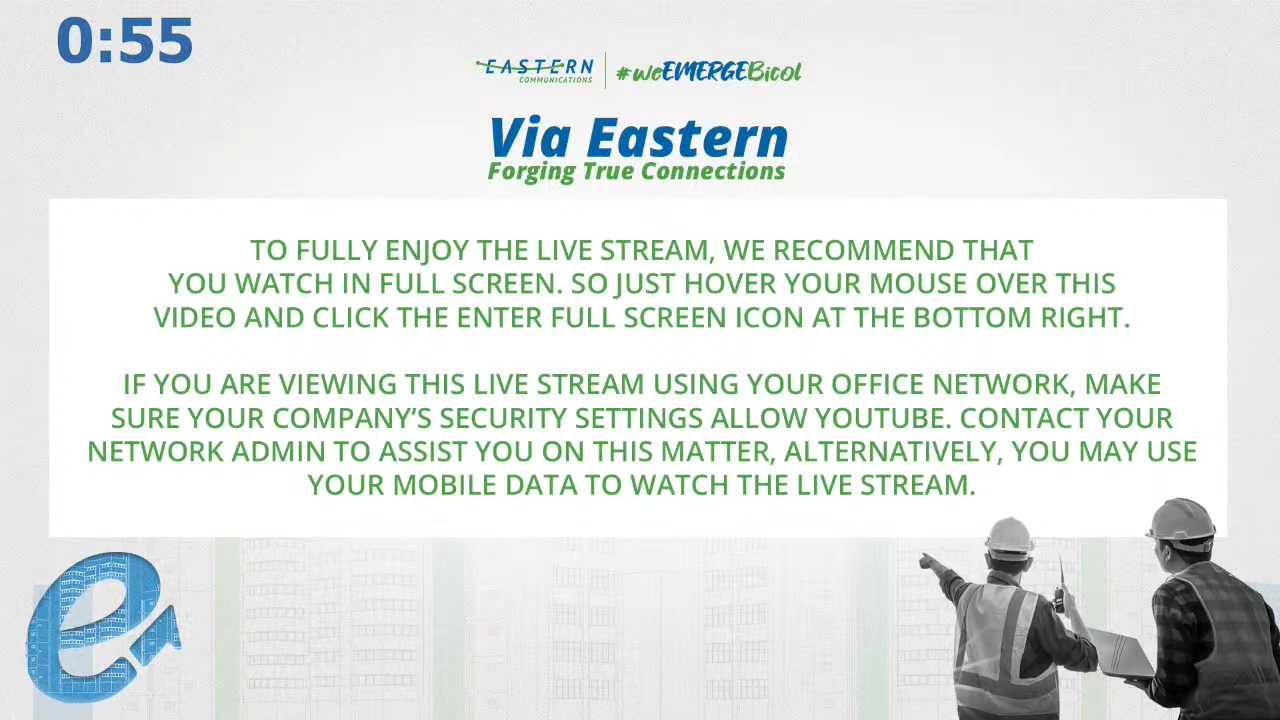 0:55
EASTERN
COMMUNICATIONS
#weEMERGEBicol
Via Eastern
Forging True Connections
TO FULLY ENJOY THE LIVE STREAM, WE RECOMMEND THAT
YOU WATCH IN FULL SCREEN. SO JUST HOVER YOUR MOUSE OVER THIS
VIDEO AND CLICK THE ENTER FULL SCREEN ICON AT THE BOTTOM RIGHT.
IF YOU ARE VIEWING THIS LIVE STREAM USING YOUR OFFICE NETWORK, MAKE
SURE YOUR COMPANY’S SECURITY SETTINGS ALLOW YOUTUBE. CONTACT YOUR
NETWORK ADMIN TO ASSIST YOU ON THIS MATTER, ALTERNATIVELY, YOU MAY USE
YOUR MOBILE DATA TO WATCH THE LIVE STREAM.
e